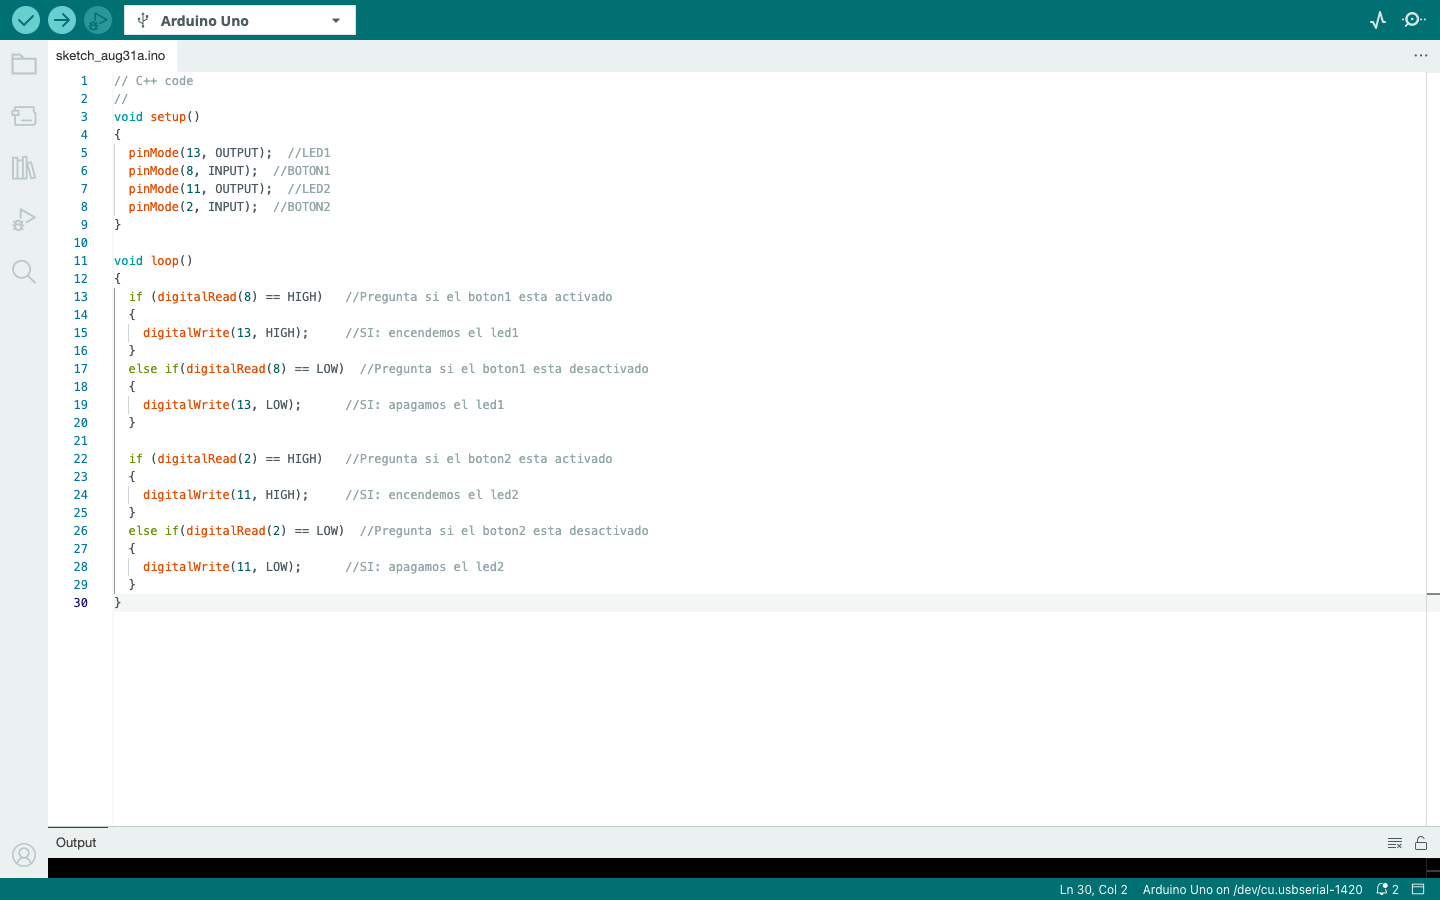 Arduino Uno
sketch_aug31a.ino
1 // C++ code
2 //
3 void setup()
4 {
5   pinMode(13, OUTPUT);  //LED1
6   pinMode(8, INPUT);  //BOTON1
7   pinMode(11, OUTPUT);  //LED2
8   pinMode(2, INPUT);  //BOTON2
9 }
10
11 void loop()
12 {
13   if (digitalRead(8) == HIGH)   //Pregunta si el boton1 esta activado
14   {
15     digitalWrite(13, HIGH);     //SI: encendemos el led1
16   }
17   else if(digitalRead(8) == LOW)  //Pregunta si el boton1 esta desactivado
18   {
19     digitalWrite(13, LOW);      //SI: apagamos el led1
20   }
21
22   if (digitalRead(2) == HIGH)   //Pregunta si el boton2 esta activado
23   {
24     digitalWrite(11, HIGH);     //SI: encendemos el led2
25   }
26   else if(digitalRead(2) == LOW)  //Pregunta si el boton2 esta desactivado
27   {
28     digitalWrite(11, LOW);      //SI: apagamos el led2
29   }
30 }
Output
Ln 30, Col 2 Arduino Uno on /dev/cu.usbserial-1420 2